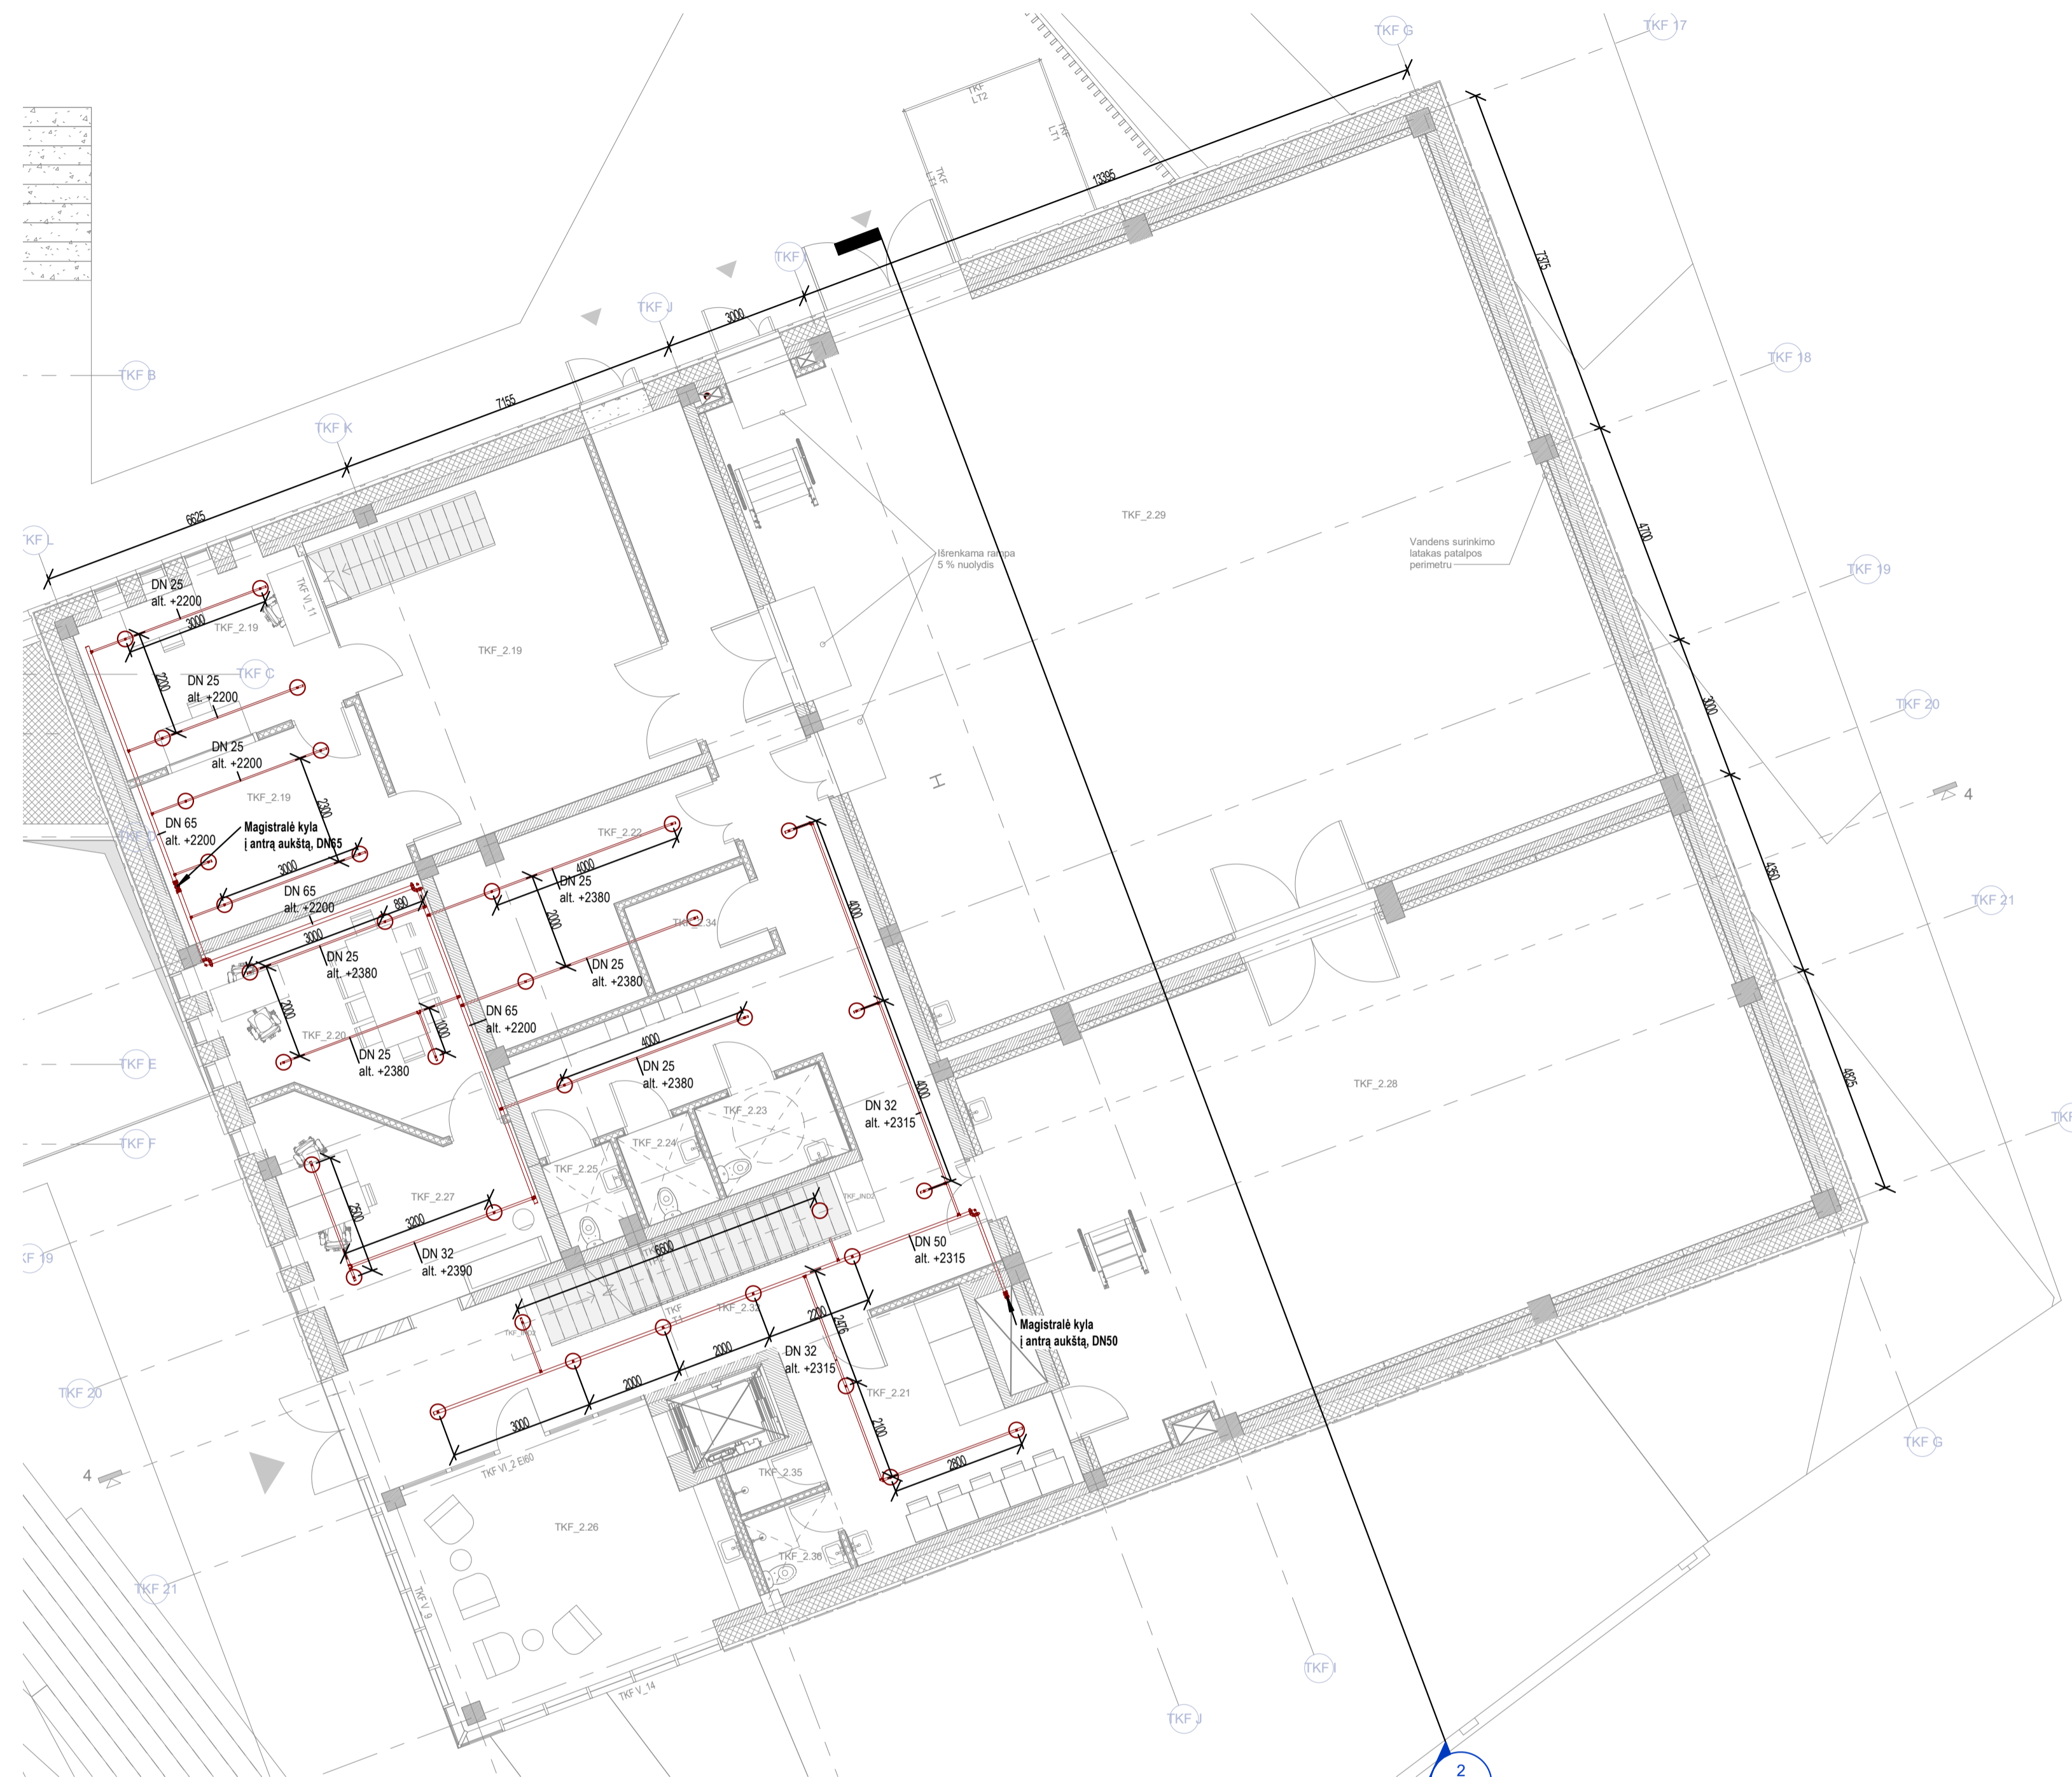 TKF G
TKF 17
TKF
LT2
TKF
LT1
TKF
LT1
13395
7375
TKF I
TKF J
3000
TKF B
TKF 18
7155
TKF K
6625
TKF_2.29
Vandens surinkimo
latakas patalpos
perimetru
4700
TKF L
Išrenkama rampa
5 % nuolydis
TKF 19
DN 25
alt. +2200
3000
TKF VI_11
TKF_2.19
TKF_2.19
2200
TKF C
DN 25
alt. +2200
TKF 20
3000
DN 25
alt. +2200
TKF_2.19
2300
H
4
DN 65
alt. +2200
Magistralė kyla
į antrą aukštą, DN65
TKF D
TKF_2.22
3000
4000
DN 25
alt. +2380
4360
DN 65
alt. +2200
890
TKF 21
2000
TKF_2.34
4000
3000
DN 25
alt. +2380
DN 25
alt. +2380
2000
DN 65
alt. +2200
1000
TKF_2.20
4000
DN 25
alt. +2380
DN 25
alt. +2380
TKF E
TKF_2.28
4825
4000
DN 32
alt. +2315
TKF_2.23
TKF F
TKF_2.24
TKF_2.25
TKF_2.27
TKF_IND2
2500
3200
DN 32
alt. +2390
6600
DN 50
alt. +2315
KF 19
TKF
T1
TKF_2.32
2200
2476
Magistralė kyla
į antrą aukštą, DN50
TKF_IND2
2000
DN 32
alt. +2315
2000
TKF_2.21
TKF 20
3000
2100
TKF G
TKF VI_2 EI60
2800
4
TKF_2.35
TKF_2.26
TKF_2.36
TKF 21
TKF V_9
TKF V_14
TKF I
TKF J
2